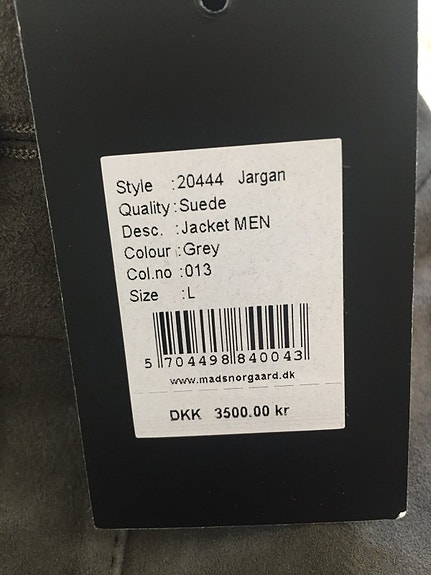 Style :20444 Jargan
Quality:Suede
Desc. :Jacket MEN
Colour :Grey
Col.no :013
Size :L
5 704498 840043
www.madsnorgaard.dk
DKK 3500.00 kr